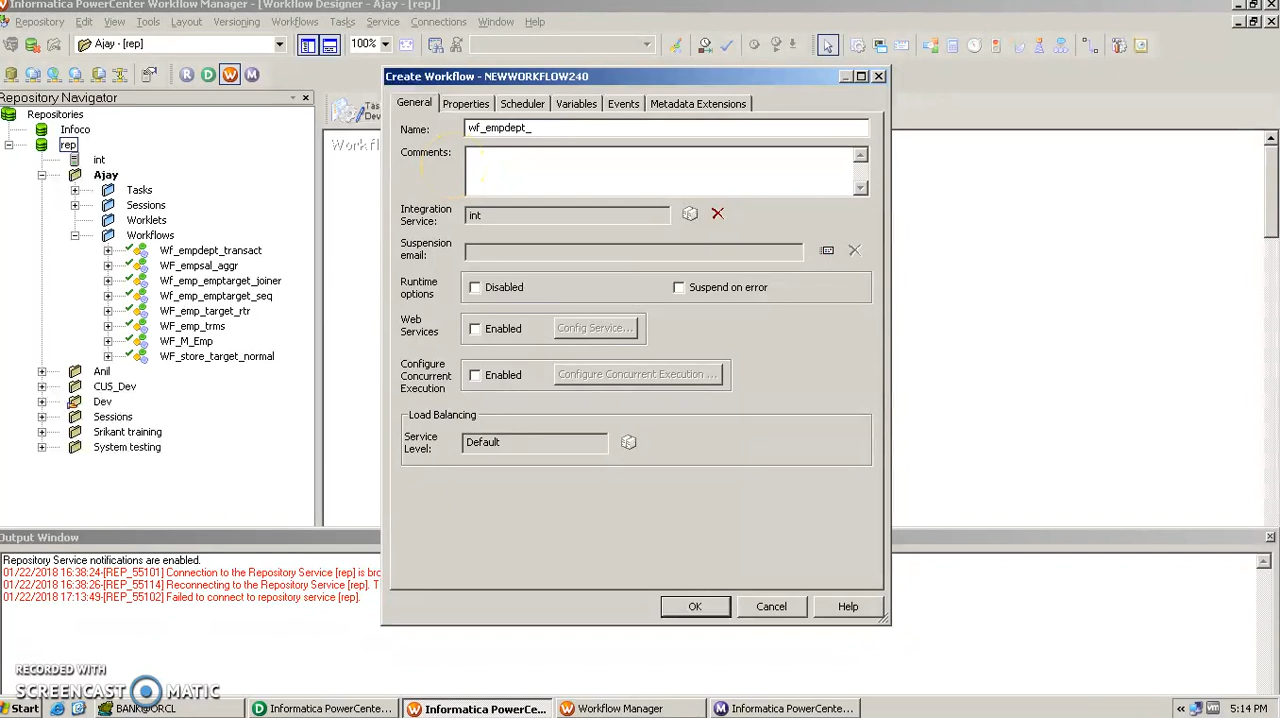 Informatica PowerCenter Workflow Manager - [Workflow Designer - Ajay - [rep]]
Repository Edit View Tools Layout Versioning Workflows Tasks Service Connections Window Help
Ajay - [rep] 100%
R D W M
Repository Navigator
Repositories
Infoco
rep
int
Ajay
Tasks
Sessions
Worklets
Workflows
Wf_empdept_transact
WF_empsal_aggr
Wf_emp_emptarget_joiner
Wf_emp_emptarget_seq
WF_emp_target_rtr
WF_emp_trms
WF_M_Emp
WF_store_target_normal
Anil
CUS_Dev
Dev
Sessions
Srikant training
System testing
Create Workflow - NEWWORKFLOW240
General Properties Scheduler Variables Events Metadata Extensions
Name: wf_empdept_
Comments:
Integration Service: int
Suspension email:
Runtime options Disabled Suspend on error
Web Services Enabled Config Service...
Configure Concurrent Execution Enabled Configure Concurrent Execution ...
Load Balancing
Service Level: Default
OK Cancel Help
Output Window
Repository Service notifications are enabled.
01/22/2018 16:38:24-[REP_55101] Connection to the Repository Service [rep] is bro
01/22/2018 16:38:26-[REP_55114] Reconnecting to the Repository Service [rep]. T
01/22/2018 17:13:49-[REP_55102] Failed to connect to repository service [rep].
RECORDED WITH
SCREENCAST MATIC
Start BANK@ORCL Informatica PowerCente... Informatica PowerCe... Workflow Manager Informatica PowerCente... 5:14 PM